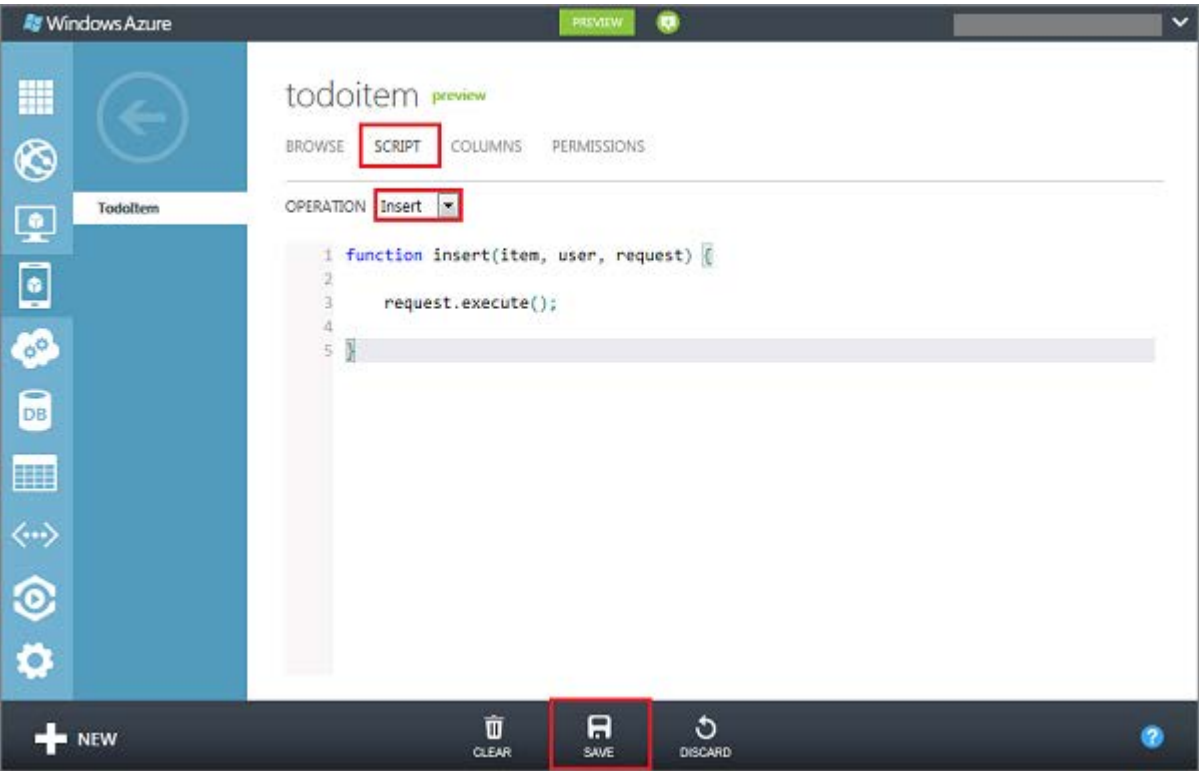 Windows Azure
PREVIEW
todoitem preview
BROWSE SCRIPT COLUMNS PERMISSIONS
TodoItem
OPERATION Insert
1 function insert(item, user, request) {
2
3 request.execute();
4
5 }
DB
NEW
CLEAR
SAVE
DISCARD
?